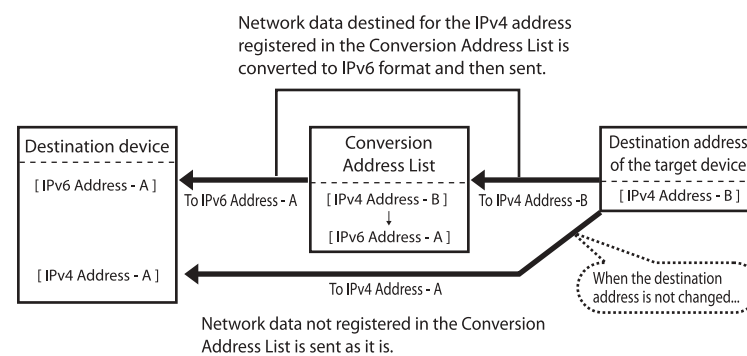 Network data destined for the IPv4 address
registered in the Conversion Address List is
converted to IPv6 format and then sent.
Destination device
[ IPv6 Address - A ]
[ IPv4 Address - A ]
To IPv6 Address - A
Conversion
Address List
[ IPv4 Address - B ]
↓
[ IPv6 Address - A ]
To IPv4 Address -B
Destination address
of the target device
[ IPv4 Address - B ]
To IPv4 Address - A
When the destination
address is not changed...
Network data not registered in the Conversion
Address List is sent as it is.